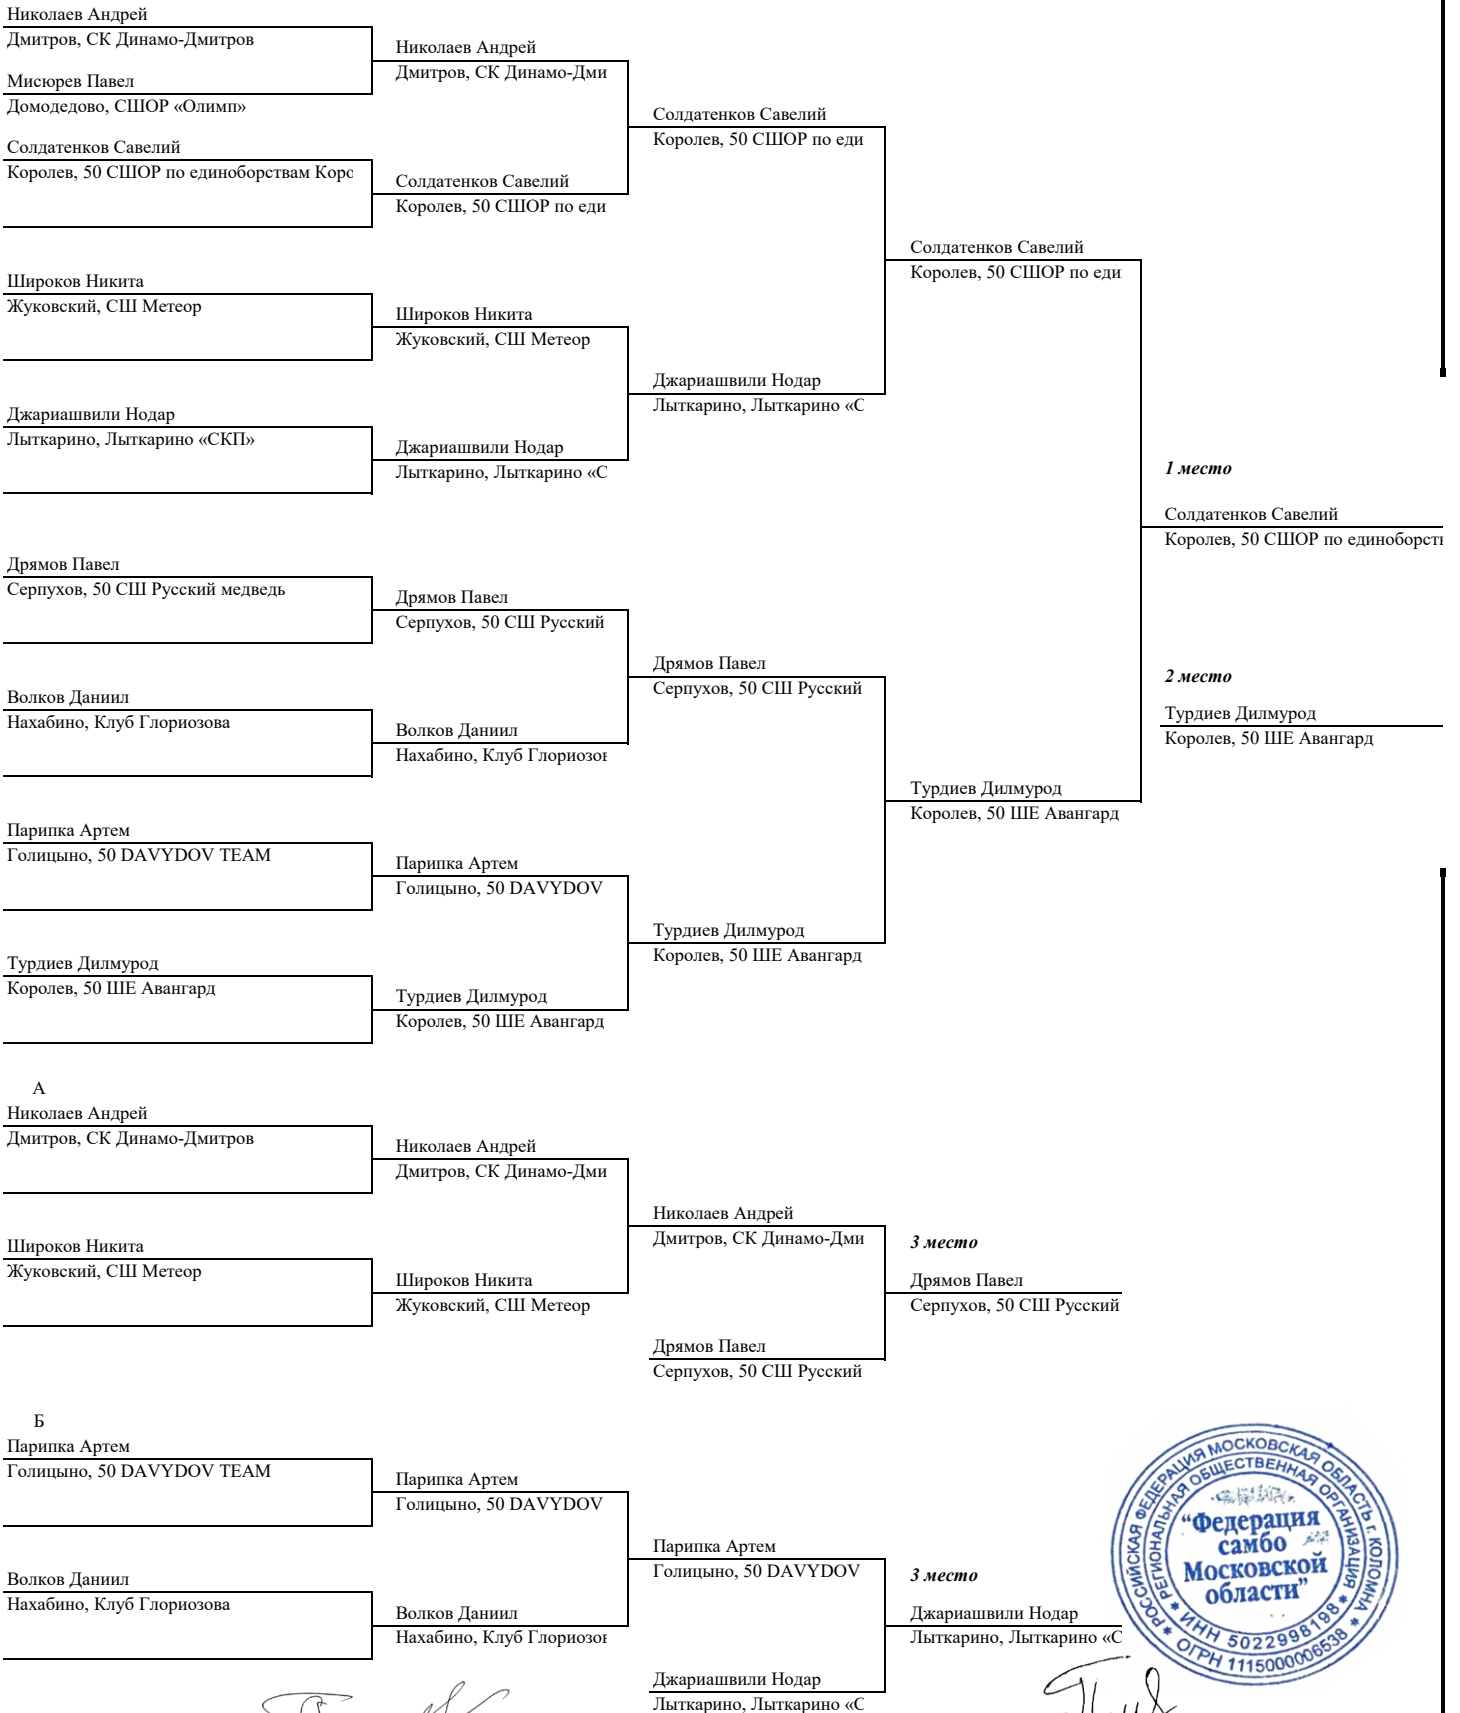 Николаев Андрей
Дмитров, СК Динамо-Дмитров
Мисюрев Павел
Домодедово, СШОР «Олимп»
Солдатенков Савелий
Королев, 50 СШОР по единоборствам Коро
Широков Никита
Жуковский, СШ Метеор
Джариашвили Нодар
Лыткарино, Лыткарино «СКП»
Дрямов Павел
Серпухов, 50 СШ Русский медведь
Волков Даниил
Нахабино, Клуб Глориозова
Парипка Артем
Голицыно, 50 DAVYDOV TEAM
Турдиев Дилмурод
Королев, 50 ШЕ Авангард
Николаев Андрей
Дмитров, СК Динамо-Дми
Солдатенков Савелий
Королев, 50 СШОР по еди
Широков Никита
Жуковский, СШ Метеор
Джариашвили Нодар
Лыткарино, Лыткарино «С
Дрямов Павел
Серпухов, 50 СШ Русский
Волков Даниил
Нахабино, Клуб Глориозов
Парипка Артем
Голицыно, 50 DAVYDOV
Турдиев Дилмурод
Королев, 50 ШЕ Авангард
Солдатенков Савелий
Королев, 50 СШОР по еди
Джариашвили Нодар
Лыткарино, Лыткарино «С
Дрямов Павел
Серпухов, 50 СШ Русский
Турдиев Дилмурод
Королев, 50 ШЕ Авангард
Солдатенков Савелий
Королев, 50 СШОР по еди
Турдиев Дилмурод
Королев, 50 ШЕ Авангард
1 место
Солдатенков Савелий
Королев, 50 СШОР по единоборств
2 место
Турдиев Дилмурод
Королев, 50 ШЕ Авангард
А
Николаев Андрей
Дмитров, СК Динамо-Дмитров
Широков Никита
Жуковский, СШ Метеор
Николаев Андрей
Дмитров, СК Динамо-Дми
Широков Никита
Жуковский, СШ Метеор
Николаев Андрей
Дмитров, СК Динамо-Дми
Дрямов Павел
Серпухов, 50 СШ Русский
3 место
Дрямов Павел
Серпухов, 50 СШ Русский
Б
Парипка Артем
Голицыно, 50 DAVYDOV TEAM
Волков Даниил
Нахабино, Клуб Глориозова
Парипка Артем
Голицыно, 50 DAVYDOV
Волков Даниил
Нахабино, Клуб Глориозов
Парипка Артем
Голицыно, 50 DAVYDOV
Джариашвили Нодар
Лыткарино, Лыткарино «С
3 место
Джариашвили Нодар
Лыткарино, Лыткарино «С
РОССИЙСКАЯ ФЕДЕРАЦИЯ МОСКОВСКАЯ ОБЛАСТЬ г. КОЛОМНА
РЕГИОНАЛЬНАЯ ОБЩЕСТВЕННАЯ ОРГАНИЗАЦИЯ
"Федерация
самбо
Московской
области"
ИНН 5022998198
ОГРН 1115000006538